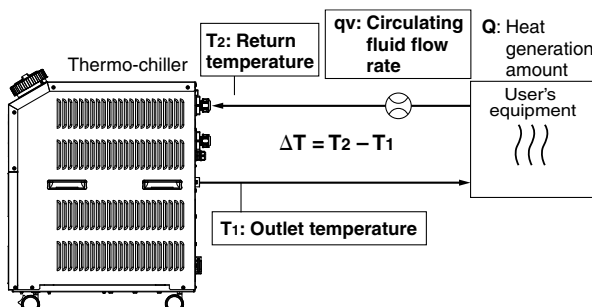 Thermo-chiller
T2: Return
temperature
qv: Circulating
fluid flow
rate
Q: Heat
generation
amount
User's
equipment
ΔT = T2 – T1
T1: Outlet temperature